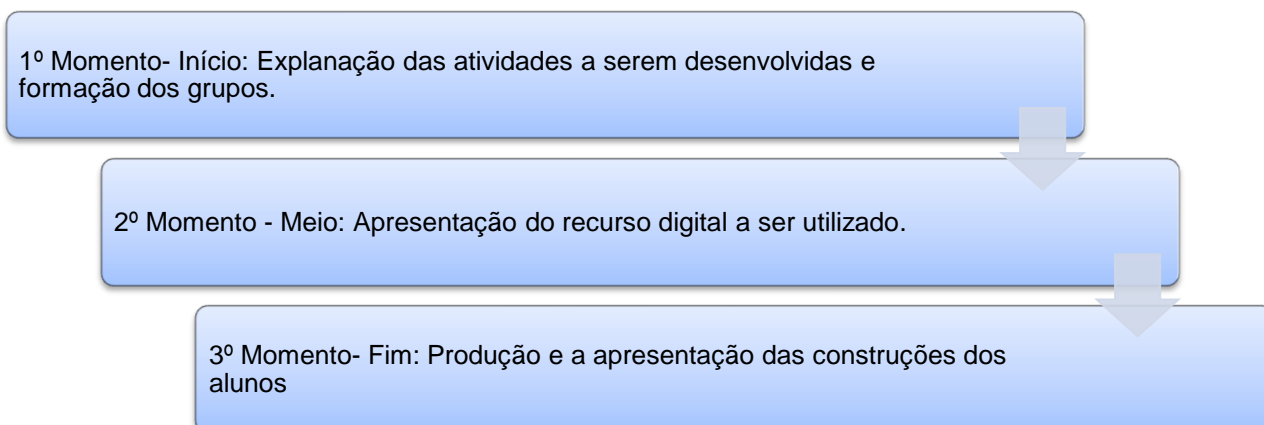 1º Momento- Início: Explanação das atividades a serem desenvolvidas e
formação dos grupos.
2º Momento - Meio: Apresentação do recurso digital a ser utilizado.
3º Momento- Fim: Produção e a apresentação das construções dos
alunos